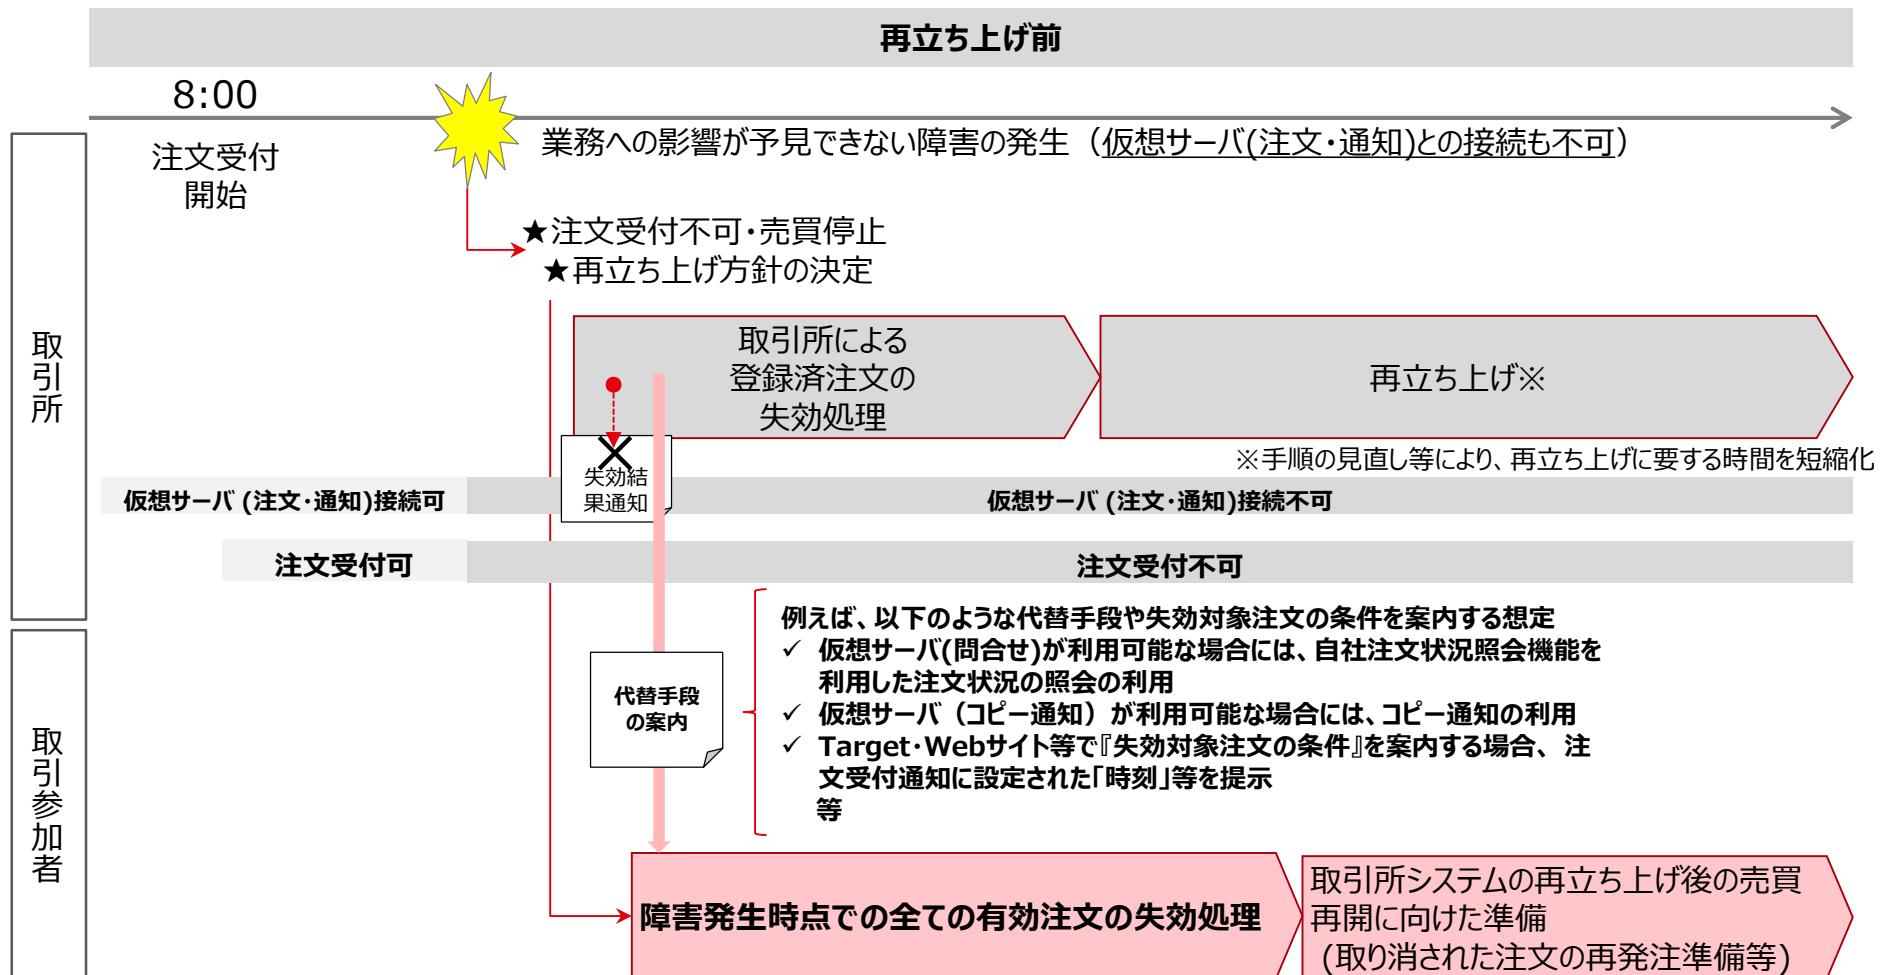 再立ち上げ前
8:00
注文受付
開始
業務への影響が予見できない障害の発生（仮想サーバ(注文・通知)との接続も不可）
★注文受付不可・売買停止
★再立ち上げ方針の決定
取引所
取引所による
登録済注文の
失効処理
再立ち上げ※
失効結
果通知
※手順の見直し等により、再立ち上げに要する時間を短縮化
仮想サーバ (注文・通知)接続可
仮想サーバ (注文・通知)接続不可
注文受付可
注文受付不可
取引参加者
代替手段
の案内
例えば、以下のような代替手段や失効対象注文の条件を案内する想定
✓ 仮想サーバ(問合せ)が利用可能な場合には、自社注文状況照会機能を
利用した注文状況の照会の利用
✓ 仮想サーバ（コピー通知）が利用可能な場合には、コピー通知の利用
✓ Target・Webサイト等で『失効対象注文の条件』を案内する場合、注
文受付通知に設定された「時刻」等を提示
等
障害発生時点での全ての有効注文の失効処理
取引所システムの再立ち上げ後の売買
再開に向けた準備
(取り消された注文の再発注準備等)